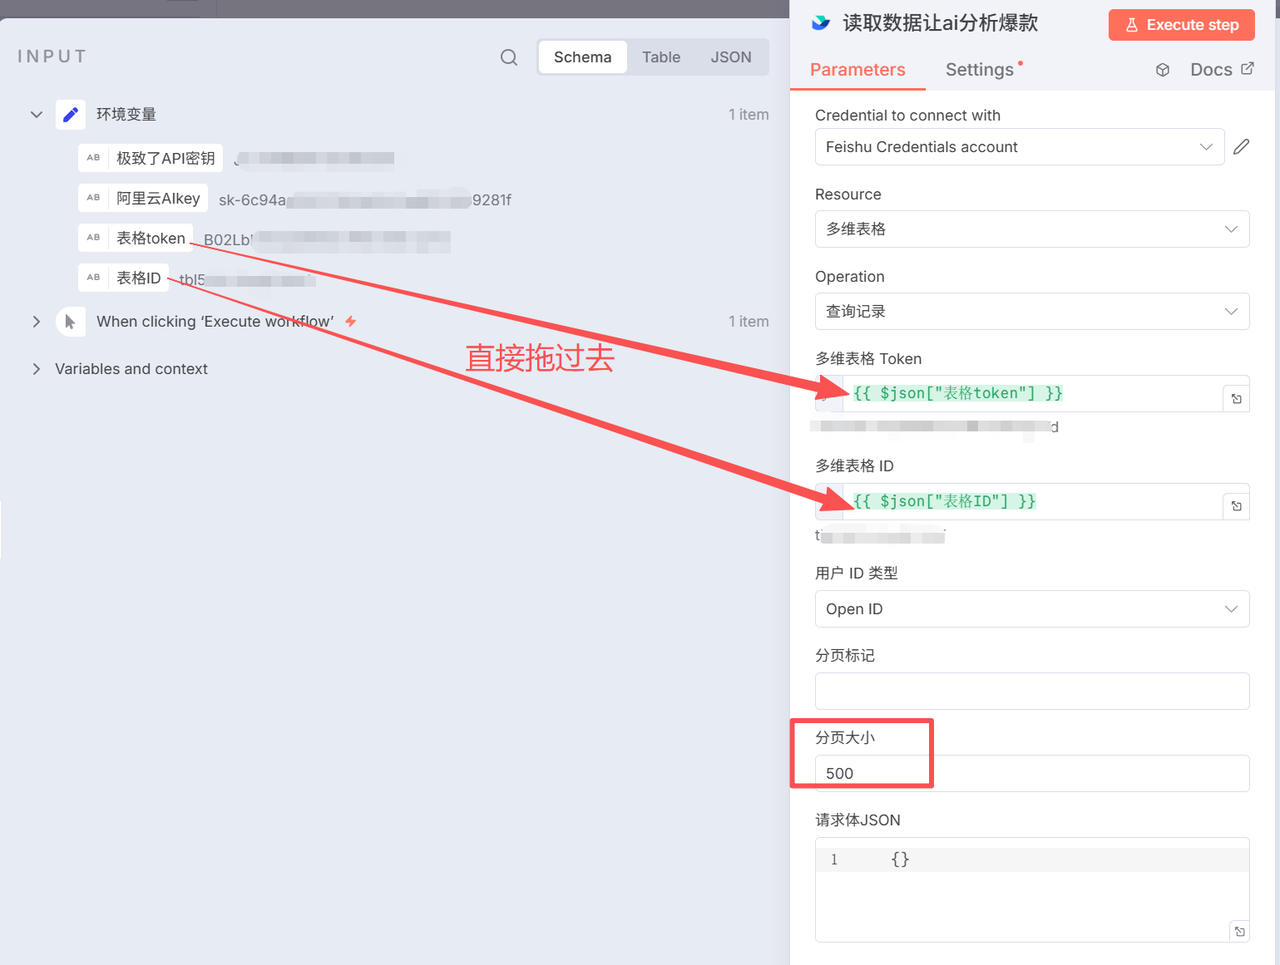 INPUT
Schema
Table
JSON
环境变量
1 item
AB 极致了API密钥
AB 阿里云AIkey
sk-6c94a
9281f
AB 表格token
B02Lb
AB 表格ID
tbl5
When clicking ‘Execute workflow’
1 item
Variables and context
直接拖过去
读取数据让ai分析爆款
Execute step
Parameters
Settings
Docs
Credential to connect with
Feishu Credentials account
Resource
多维表格
Operation
查询记录
多维表格 Token
{{ $json["表格token"] }}
d
多维表格 ID
{{ $json["表格ID"] }}
t
用户 ID 类型
Open ID
分页标记
分页大小
500
请求体JSON
1 {}